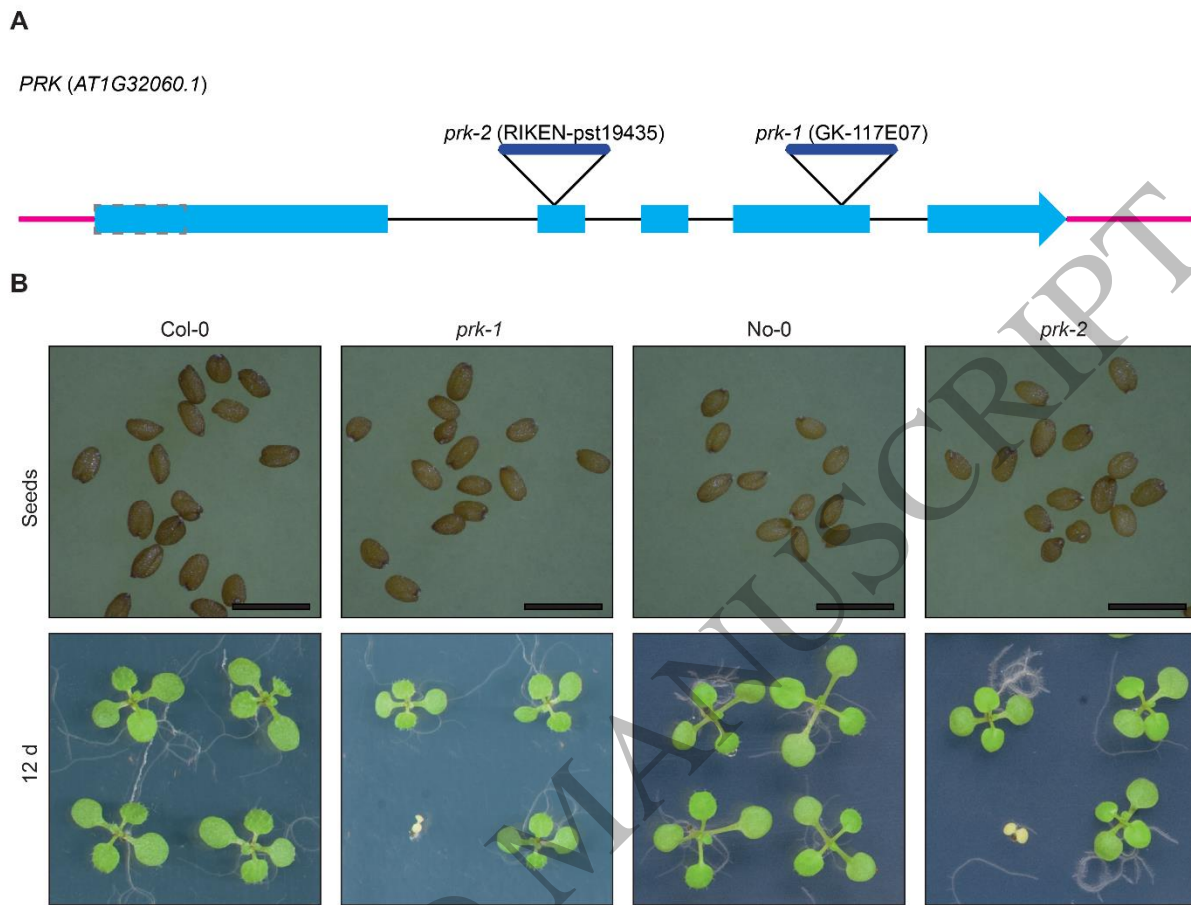 A
PRK (AT1G32060.1)
prk-2 (RIKEN-pst19435)
prk-1 (GK-117E07)
B
Col-0
prk-1
No-0
prk-2
Seeds
12 d
MANUSCRIPT